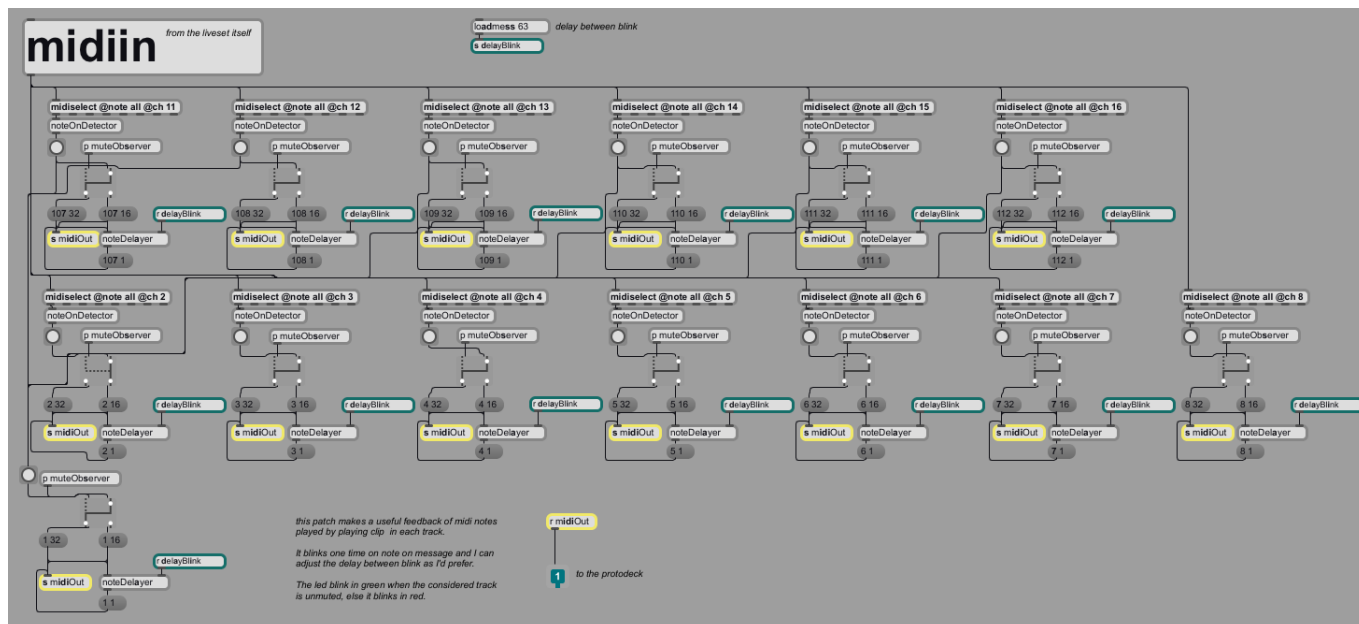 midiin
from the liveset itself
loadmess 63
delay between blink
s delayBlink
midiselect @note all @ch 11
midiselect @note all @ch 12
midiselect @note all @ch 13
midiselect @note all @ch 14
midiselect @note all @ch 15
midiselect @note all @ch 16
noteOnDetector
noteOnDetector
noteOnDetector
noteOnDetector
noteOnDetector
noteOnDetector
p muteObserver
p muteObserver
p muteObserver
p muteObserver
p muteObserver
p muteObserver
107 32
107 16
r delayBlink
108 32
108 16
r delayBlink
109 32
109 16
r delayBlink
110 32
110 16
r delayBlink
111 32
111 16
r delayBlink
112 32
112 16
r delayBlink
s midiOut
noteDelayer
s midiOut
noteDelayer
s midiOut
noteDelayer
s midiOut
noteDelayer
s midiOut
noteDelayer
s midiOut
noteDelayer
107 1
108 1
109 1
110 1
111 1
112 1
midiselect @note all @ch 2
midiselect @note all @ch 3
midiselect @note all @ch 4
midiselect @note all @ch 5
midiselect @note all @ch 6
midiselect @note all @ch 7
midiselect @note all @ch 8
noteOnDetector
noteOnDetector
noteOnDetector
noteOnDetector
noteOnDetector
noteOnDetector
noteOnDetector
p muteObserver
p muteObserver
p muteObserver
p muteObserver
p muteObserver
p muteObserver
p muteObserver
2 32
2 16
r delayBlink
3 32
3 16
r delayBlink
4 32
4 16
r delayBlink
5 32
5 16
r delayBlink
6 32
6 16
r delayBlink
7 32
7 16
r delayBlink
8 32
8 16
r delayBlink
s midiOut
noteDelayer
s midiOut
noteDelayer
s midiOut
noteDelayer
s midiOut
noteDelayer
s midiOut
noteDelayer
s midiOut
noteDelayer
s midiOut
noteDelayer
2 1
3 1
4 1
5 1
6 1
7 1
8 1
p muteObserver
1 32
1 16
r delayBlink
s midiOut
noteDelayer
1 1
this patch makes a useful feedback of midi notes
played by playing clip in each track.
It blinks one time on note on message and I can
adjust the delay between blink as I'd prefer.
The led blink in green when the considered track
is unmuted, else it blinks in red.
r midiOut
1
to the protodeck